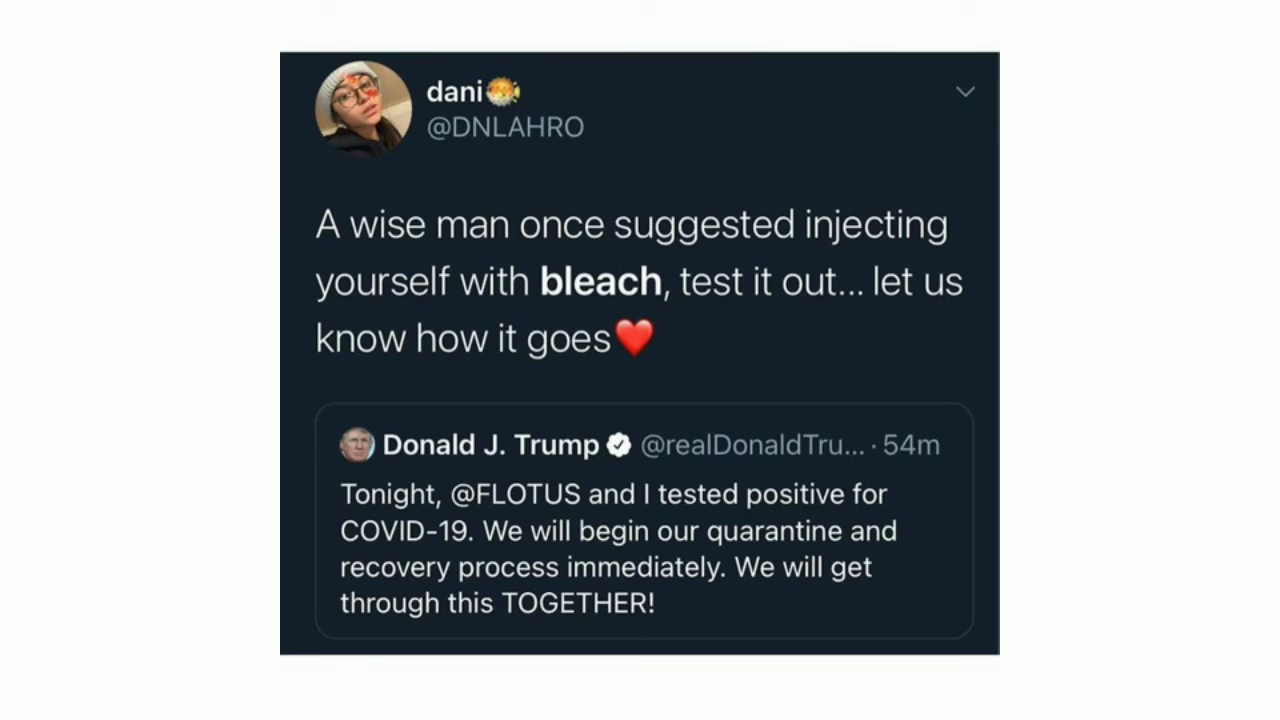 dani🐡
@DNLAHRO
A wise man once suggested injecting
yourself with bleach, test it out... let us
know how it goes❤️
Donald J. Trump @realDonaldTru... · 54m
Tonight, @FLOTUS and I tested positive for
COVID-19. We will begin our quarantine and
recovery process immediately. We will get
through this TOGETHER!